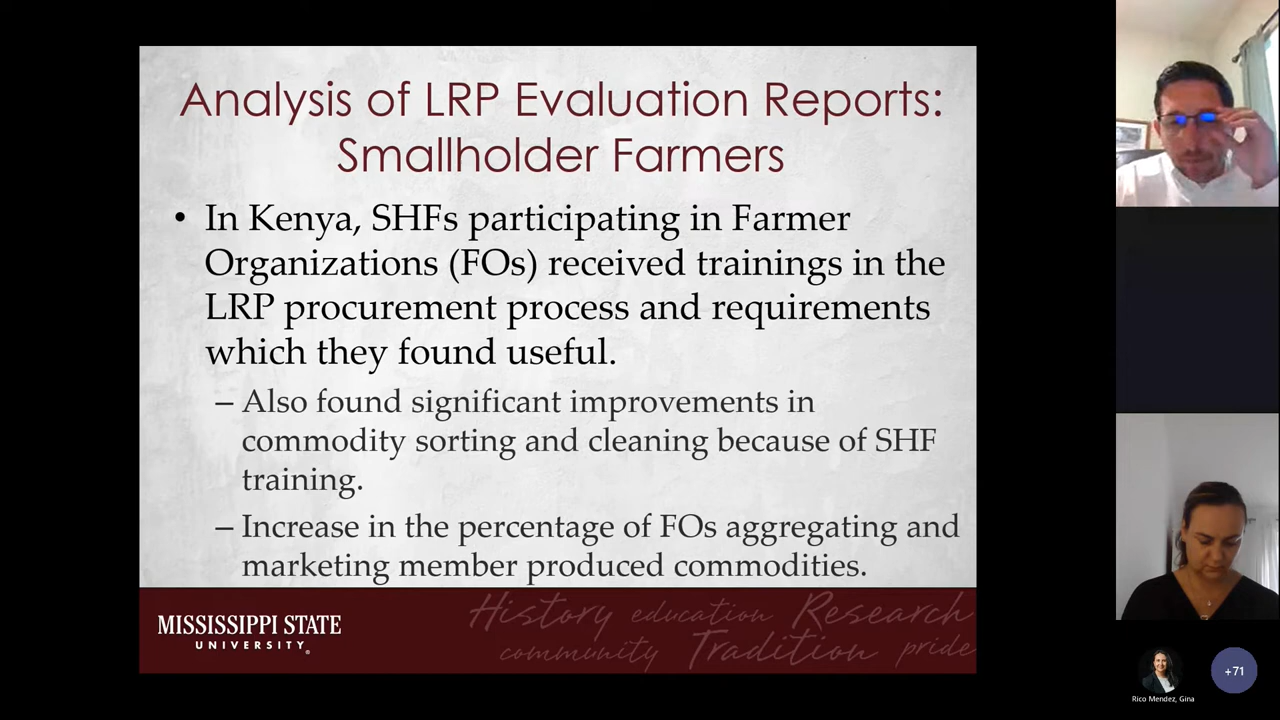 Analysis of LRP Evaluation Reports:
Smallholder Farmers
• In Kenya, SHFs participating in Farmer
Organizations (FOs) received trainings in the
LRP procurement process and requirements
which they found useful.
– Also found significant improvements in
commodity sorting and cleaning because of SHF
training.
– Increase in the percentage of FOs aggregating and
marketing member produced commodities.
MISSISSIPPI STATE
UNIVERSITY®
History education Research
community Tradition pride
Rico Mendez, Gina
+71